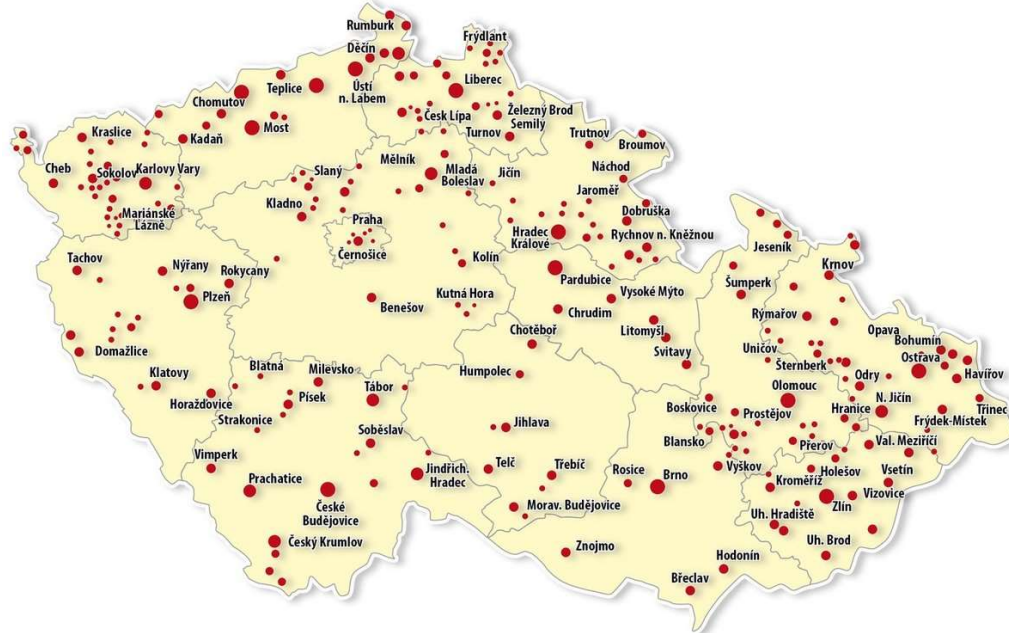 Rumburk
Frýdlant
Děčín
Ústí
n. Labem
Teplice
Liberec
Chomutov
Most
Česk Lípa
Železný Brod
Semily
Turnov
Kadaň
Kraslice
Trutnov
Broumov
Cheb
Sokolov
Karlovy Vary
Slaný
Mělník
Mladá
Boleslav
Jičín
Náchod
Jaroměř
Dobruška
Mariánské
Lázně
Kladno
Praha
Černošice
Hradec
Králové
Rychnov n. Kněžnou
Jeseník
Tachov
Nýřany
Rokycany
Plzeň
Kolín
Pardubice
Krnov
Šumperk
Benešov
Kutná Hora
Vysoké Mýto
Chrudim
Rýmařov
Domažlice
Chotěboř
Litomyšl
Svitavy
Opava
Bohumín
Uničov
Šternberk
Ostrava
Havířov
Klatovy
Blatná
Milevsko
Humpolec
Olomouc
Odry
Horažďovice
Písek
Tábor
Boskovice
Prostějov
Hranice
N. Jičín
Třinec
Strakonice
Soběslav
Jihlava
Blansko
Přerov
Frýdek-Místek
Val. Meziříčí
Vimperk
Prachatice
Jindřich.
Hradec
Telč
Třebíč
Rosice
Brno
Vyškov
Holešov
Kroměříž
Vsetín
Vizovice
Zlín
České
Budějovice
Morav. Budějovice
Uh. Hradiště
Český Krumlov
Znojmo
Uh. Brod
Hodonín
Břeclav